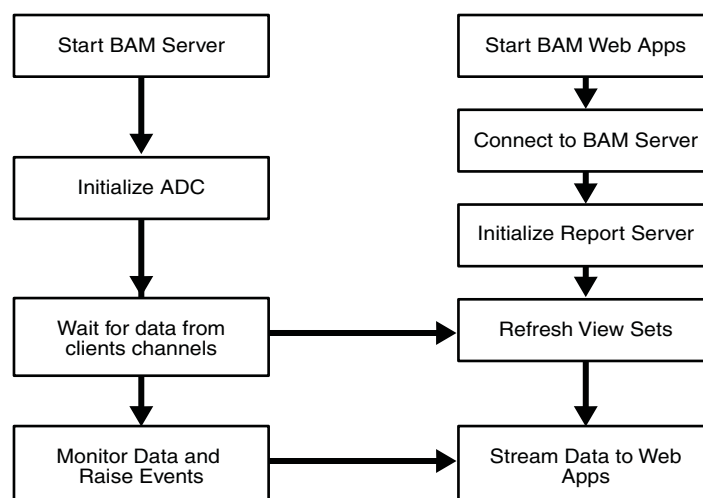 Start BAM Server
Start BAM Web Apps
Connect to BAM Server
Initialize ADC
Initialize Report Server
Wait for data from
clients channels
Refresh View Sets
Monitor Data and
Raise Events
Stream Data to Web
Apps